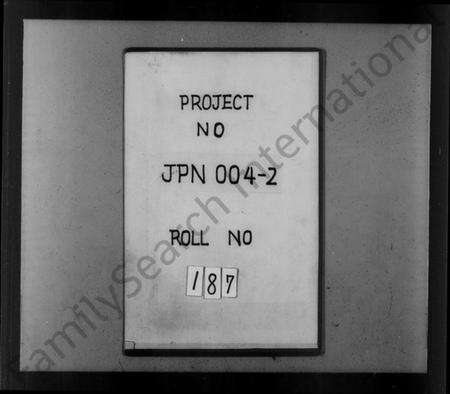 PROJECT
NO
JPN 004-2
ROLL NO
187
FamilySearch International